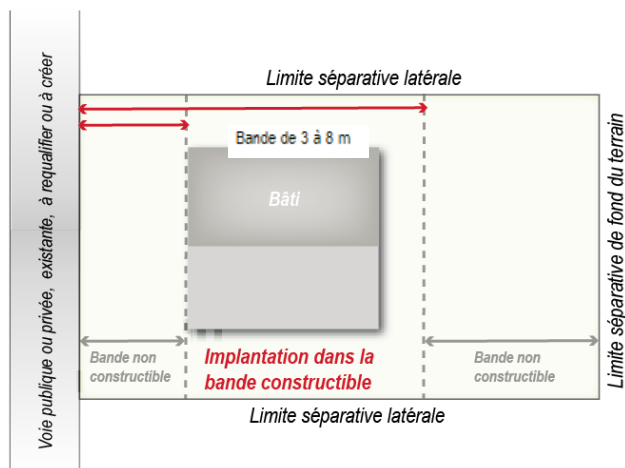 Voie publique ou privée, existante, à requalifier ou à créer
Limite séparative latérale
Bande de 3 à 8 m
Bâti
Limite séparative de fond du terrain
Bande non
constructible
Implantation dans la
bande constructible
Bande non
constructible
Limite séparative latérale